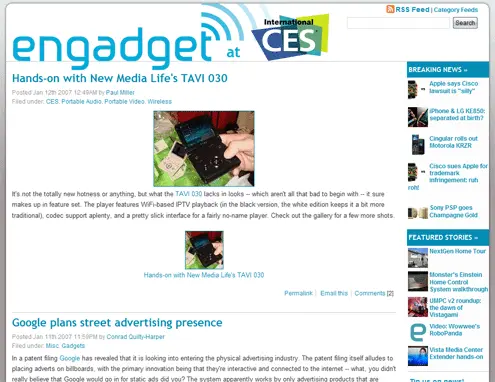 RSS Feed | Category Feeds
Search
engadget at International CES
Hands-on with New Media Life's TAVI 030
Posted Jan 12th 2007 12:49AM by Paul Miller
Filed under: CES, Portable Audio, Portable Video, Wireless
It's not the totally new hotness or anything, but what the TAVI 030 lacks in looks -- which aren't all that bad to begin with -- it sure
makes up in feature set. The player features WiFi-based IPTV playback (in the black version, the white edition keeps it a bit more
traditional), codec support aplenty, and a pretty slick interface for a fairly no-name player. Check out the gallery for a few more shots.
Hands-on with New Media Life's TAVI 030
Permalink | Email this | Comments [2]
Google plans street advertising presence
Posted Jan 11th 2007 11:59PM by Conrad Quilty-Harper
Filed under: Misc. Gadgets
In a patent filing Google has revealed that it is looking into entering the physical advertising industry. The patent filing itself alludes to
placing adverts on billboards, with the primary innovation being that they're interactive and connected to the internet -- what, you didn't
really believe that Google would go in for static ads did you? The system apparently works by only advertising products that are
BREAKING NEWS »
Apple says Cisco
lawsuit is "silly"
iPhone & LG KE850:
separated at birth?
Cingular rolls out
Motorola KRZR
Cisco sues Apple for
trademark
infringement: ruh
roh!
Sony PSP goes
Champagne Gold
FEATURED STORIES »
NextGen Home Tour
Monster's Einstein
Home Control
System walkthrough
UMPC v2 roundup:
the dawn of
Vistagami
Video: Wowwee's
RoboPanda
Vista Media Center
Extender hands-on
Tip us on news!